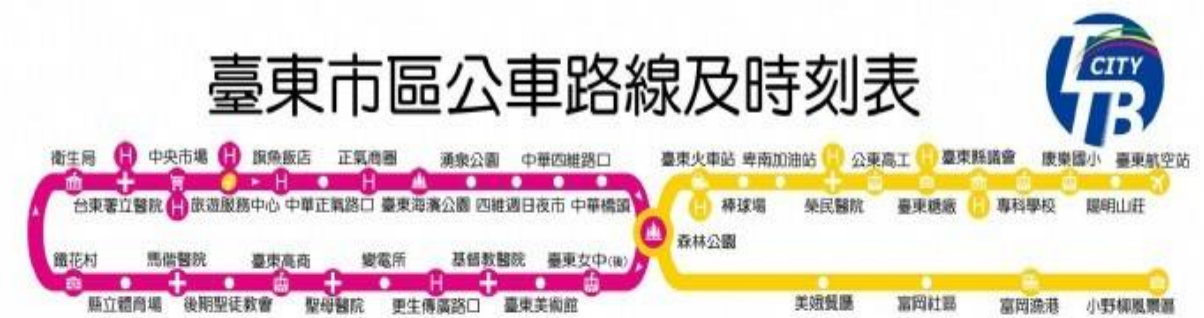 臺東市區公車路線及時刻表
CITY
TTB
衛生局 H 中央市場 H 旗魚飯店 正氣商圈 湧泉公園 中華四維路口 臺東火車站 卑南加油站 H 公東高工 H 臺東縣議會 康樂國小 臺東航空站
H H
台東署立醫院 H 旅遊服務中心 中華正氣路口 臺東海濱公園 四維週日夜市 中華橋頭 H 棒球場 榮民醫院 臺東糖廠 H 專科學校 陽明山莊
森林公園
鐵花村 馬偕醫院 臺東高商 變電所 基督教醫院 臺東女中(後)
H
縣立體育場 後期聖徒教會 聖母醫院 更生傳廣路口 臺東美術館 美娥餐廳 富岡社區 富岡漁港 小野柳風景區